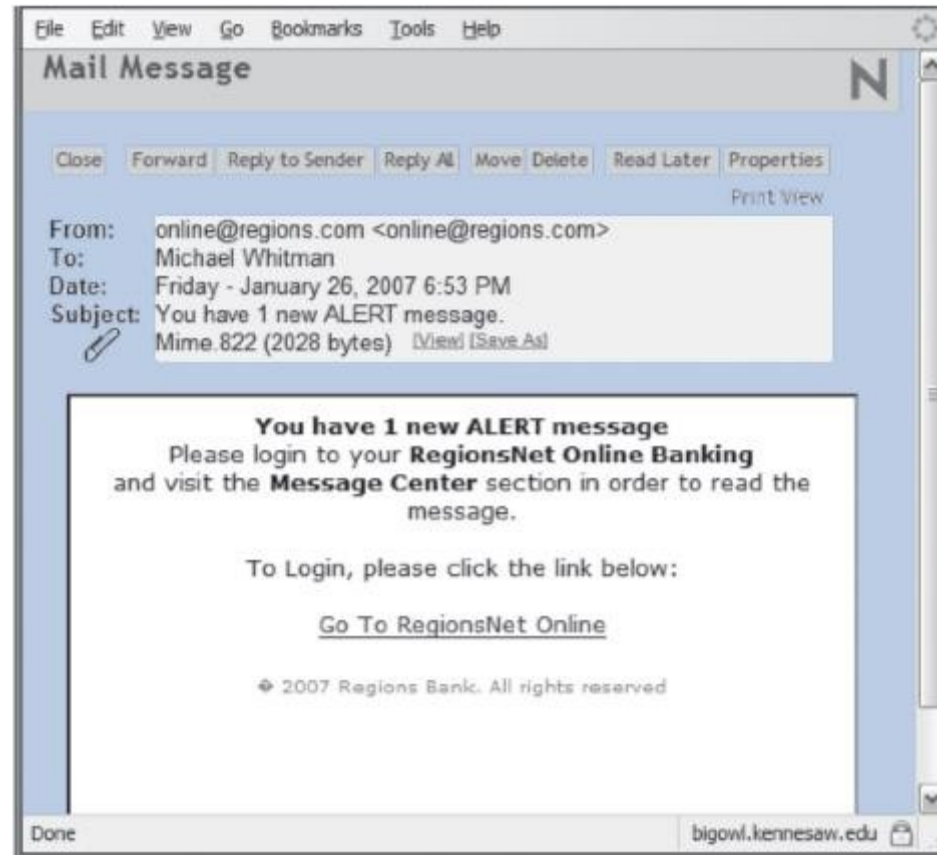 File Edit View Go Bookmarks Tools Help
Mail Message
N
Close Forward Reply to Sender Reply All Move Delete Read Later Properties
Print View
From: online@regions.com <online@regions.com>
To: Michael Whitman
Date: Friday - January 26, 2007 6:53 PM
Subject: You have 1 new ALERT message.
Mime.822 (2028 bytes) [View] [Save As]
You have 1 new ALERT message
Please login to your RegionsNet Online Banking
and visit the Message Center section in order to read the
message.
To Login, please click the link below:
Go To RegionsNet Online
� 2007 Regions Bank. All rights reserved
Done bigowl.kennesaw.edu